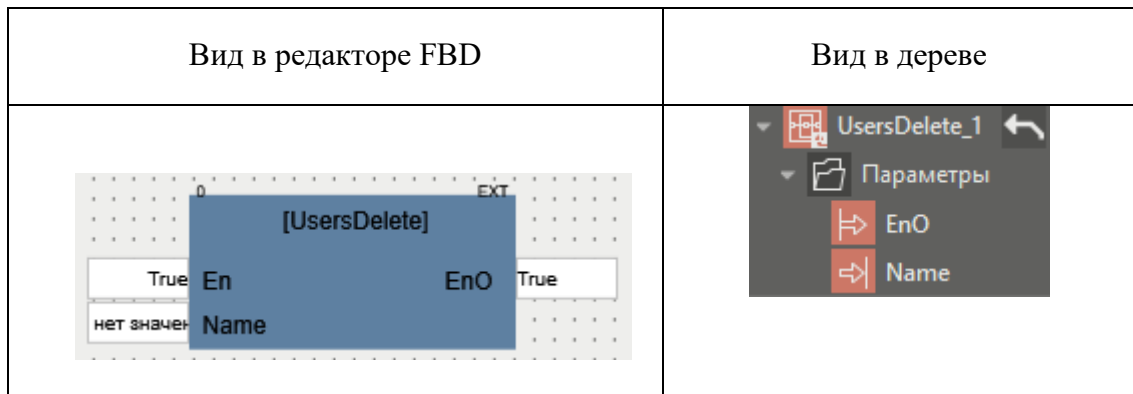 Вид в редакторе FBD
Вид в дереве
0 EXT
[UsersDelete]
True En EnO True
нет значен Name
UsersDelete_1
Параметры
EnO
Name